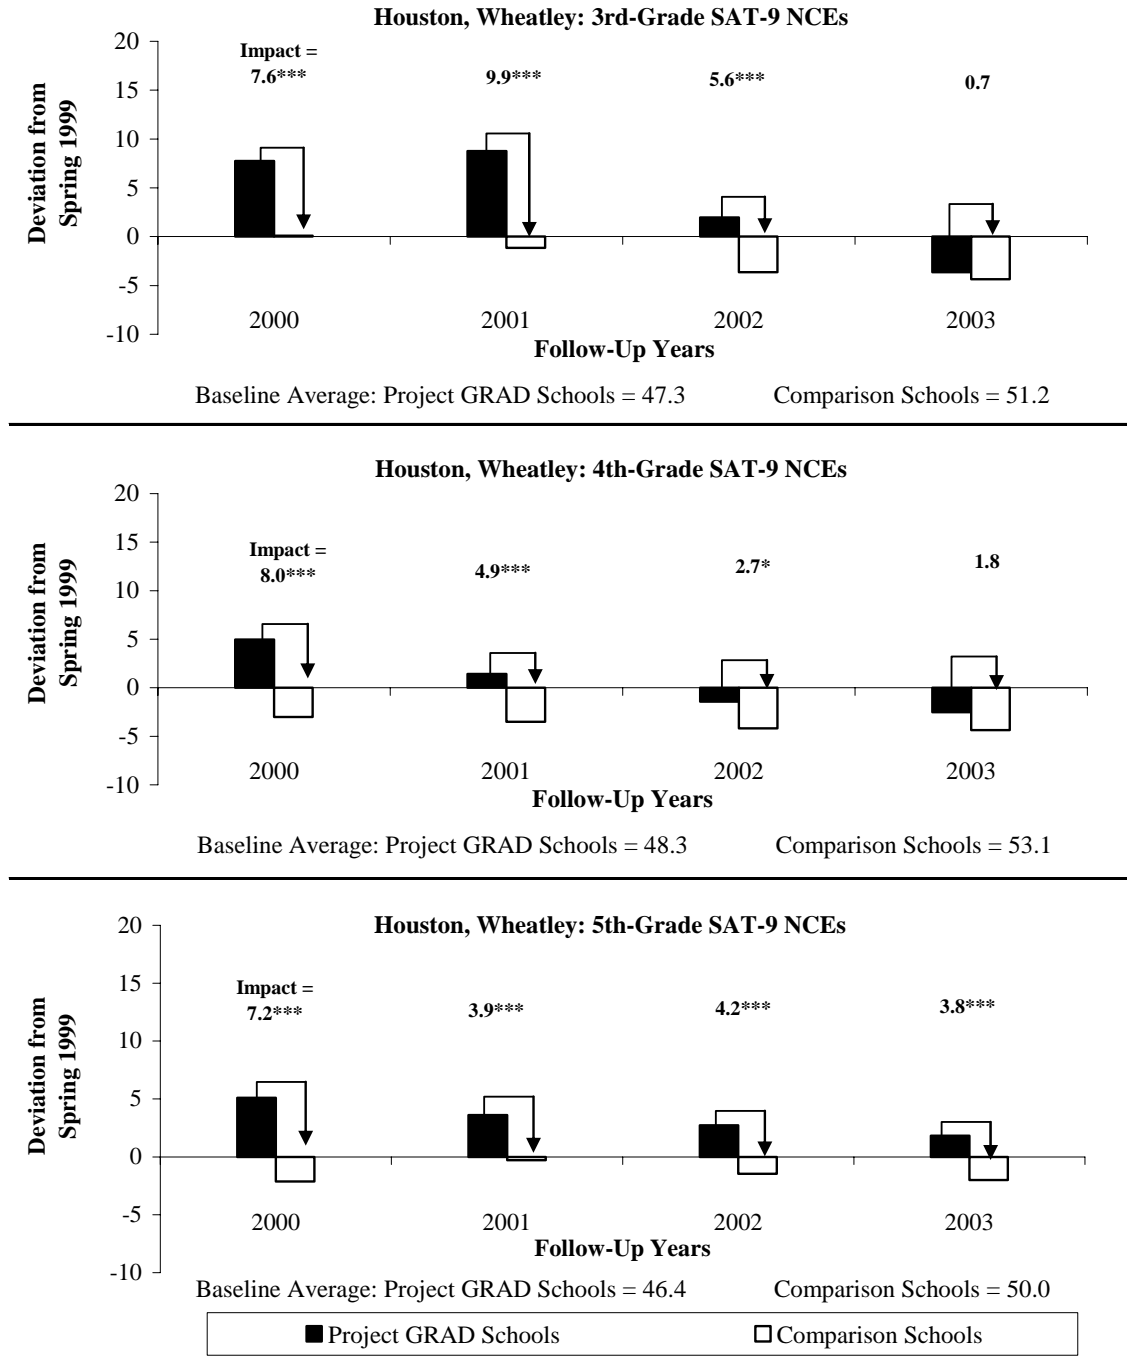 Houston, Wheatley: 3rd-Grade SAT-9 NCEs
20
15
10
5
0
-5
-10
Deviation from
Spring 1999
Impact =
7.6***
9.9***
5.6***
0.7
2000
2001
2002
2003
Follow-Up Years
Baseline Average: Project GRAD Schools = 47.3 Comparison Schools = 51.2
Houston, Wheatley: 4th-Grade SAT-9 NCEs
20
15
10
5
0
-5
-10
Deviation from
Spring 1999
Impact =
8.0***
4.9***
2.7*
1.8
2000
2001
2002
2003
Follow-Up Years
Baseline Average: Project GRAD Schools = 48.3 Comparison Schools = 53.1
Houston, Wheatley: 5th-Grade SAT-9 NCEs
20
15
10
5
0
-5
-10
Deviation from
Spring 1999
Impact =
7.2***
3.9***
4.2***
3.8***
2000
2001
2002
2003
Follow-Up Years
Baseline Average: Project GRAD Schools = 46.4 Comparison Schools = 50.0
Project GRAD Schools
Comparison Schools